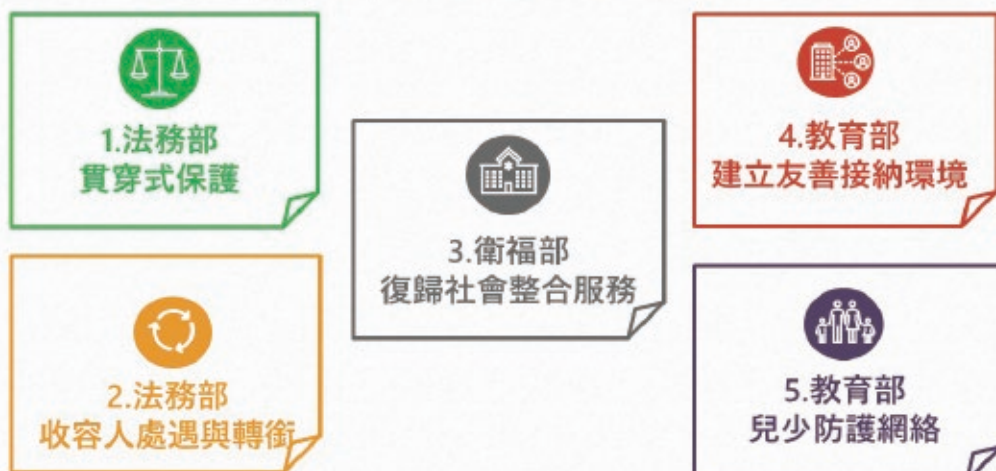 1.法務部
貫穿式保護
2.法務部
收容人處遇與轉銜
3.衛福部
復歸社會整合服務
4.教育部
建立友善接納環境
5.教育部
兒少防護網絡